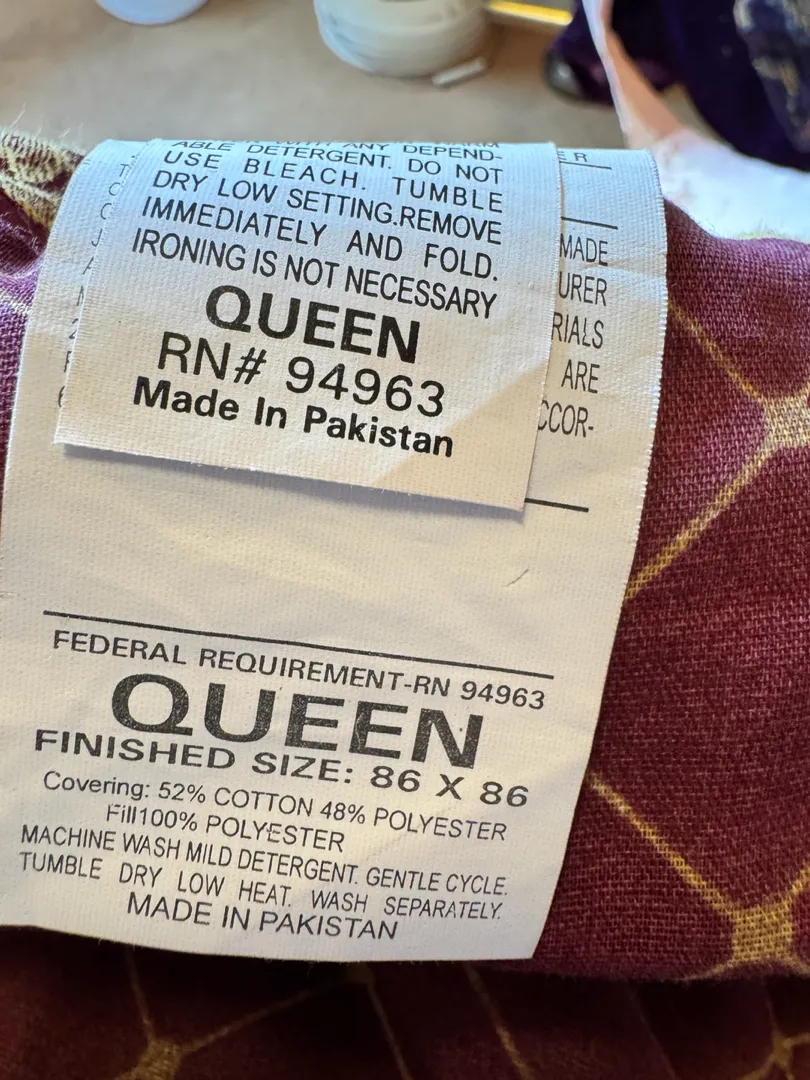 ANY DEPEND-
ABLE DETERGENT. DO NOT
USE BLEACH. TUMBLE
DRY LOW SETTING.REMOVE
IMMEDIATELY AND FOLD.
IRONING IS NOT NECESSARY
QUEEN
RN# 94963
Made In Pakistan
ER
MADE
URER
RIALS
ARE
CCOR-
FEDERAL REQUIREMENT-RN 94963
QUEEN
FINISHED SIZE: 86 X 86
Covering: 52% COTTON 48% POLYESTER
Fill100% POLYESTER
MACHINE WASH MILD DETERGENT. GENTLE CYCLE.
TUMBLE DRY LOW HEAT. WASH SEPARATELY.
MADE IN PAKISTAN